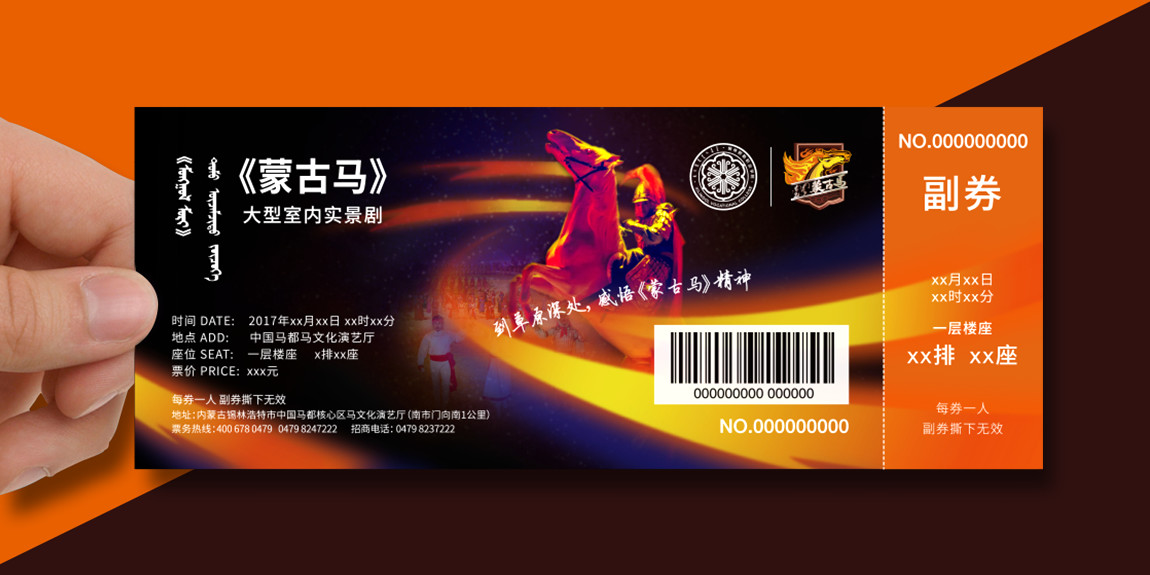 《蒙古马》
大型室内实景剧
蒙古马
到草原深处，感悟《蒙古马》精神
时间 DATE: 2017年xx月xx日 xx时xx分
地点 ADD: 中国马都马文化演艺厅
座位 SEAT: 一层楼座 x排xx座
票价 PRICE: xxx元
每券一人 副券撕下无效
地址:内蒙古锡林浩特市中国马都核心区马文化演艺厅（南市门向南1公里）
票务热线:400 678 0479 0479 8247222 招商电话: 0479 8237222
000000000 000000
NO.000000000
NO.000000000
副券
xx月xx日
xx时xx分
一层楼座
xx排 xx座
每券一人
副券撕下无效